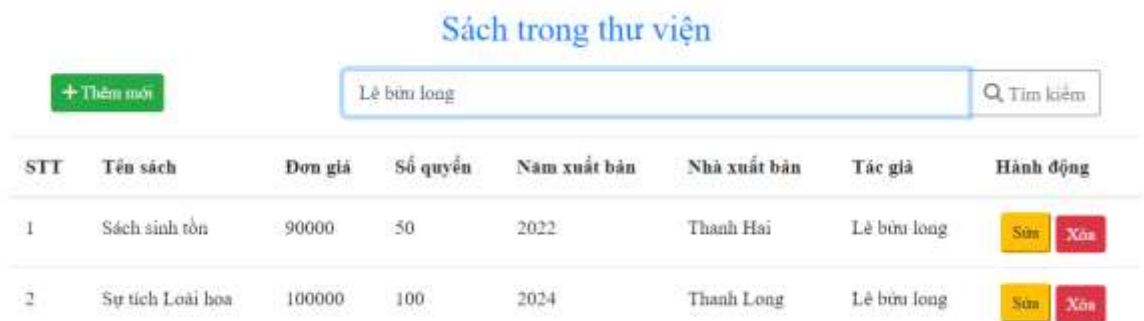 Sách trong thư viện
+ Thêm mới Lê bửu long Tìm kiếm
STT Tên sách Đơn giá Số quyển Năm xuất bản Nhà xuất bản Tác giả Hành động
1 Sách sinh tồn 90000 50 2022 Thanh Hai Lê bửu long Sửa Xóa
2 Sự tích Loài hoa 100000 100 2024 Thanh Long Lê bửu long Sửa Xóa